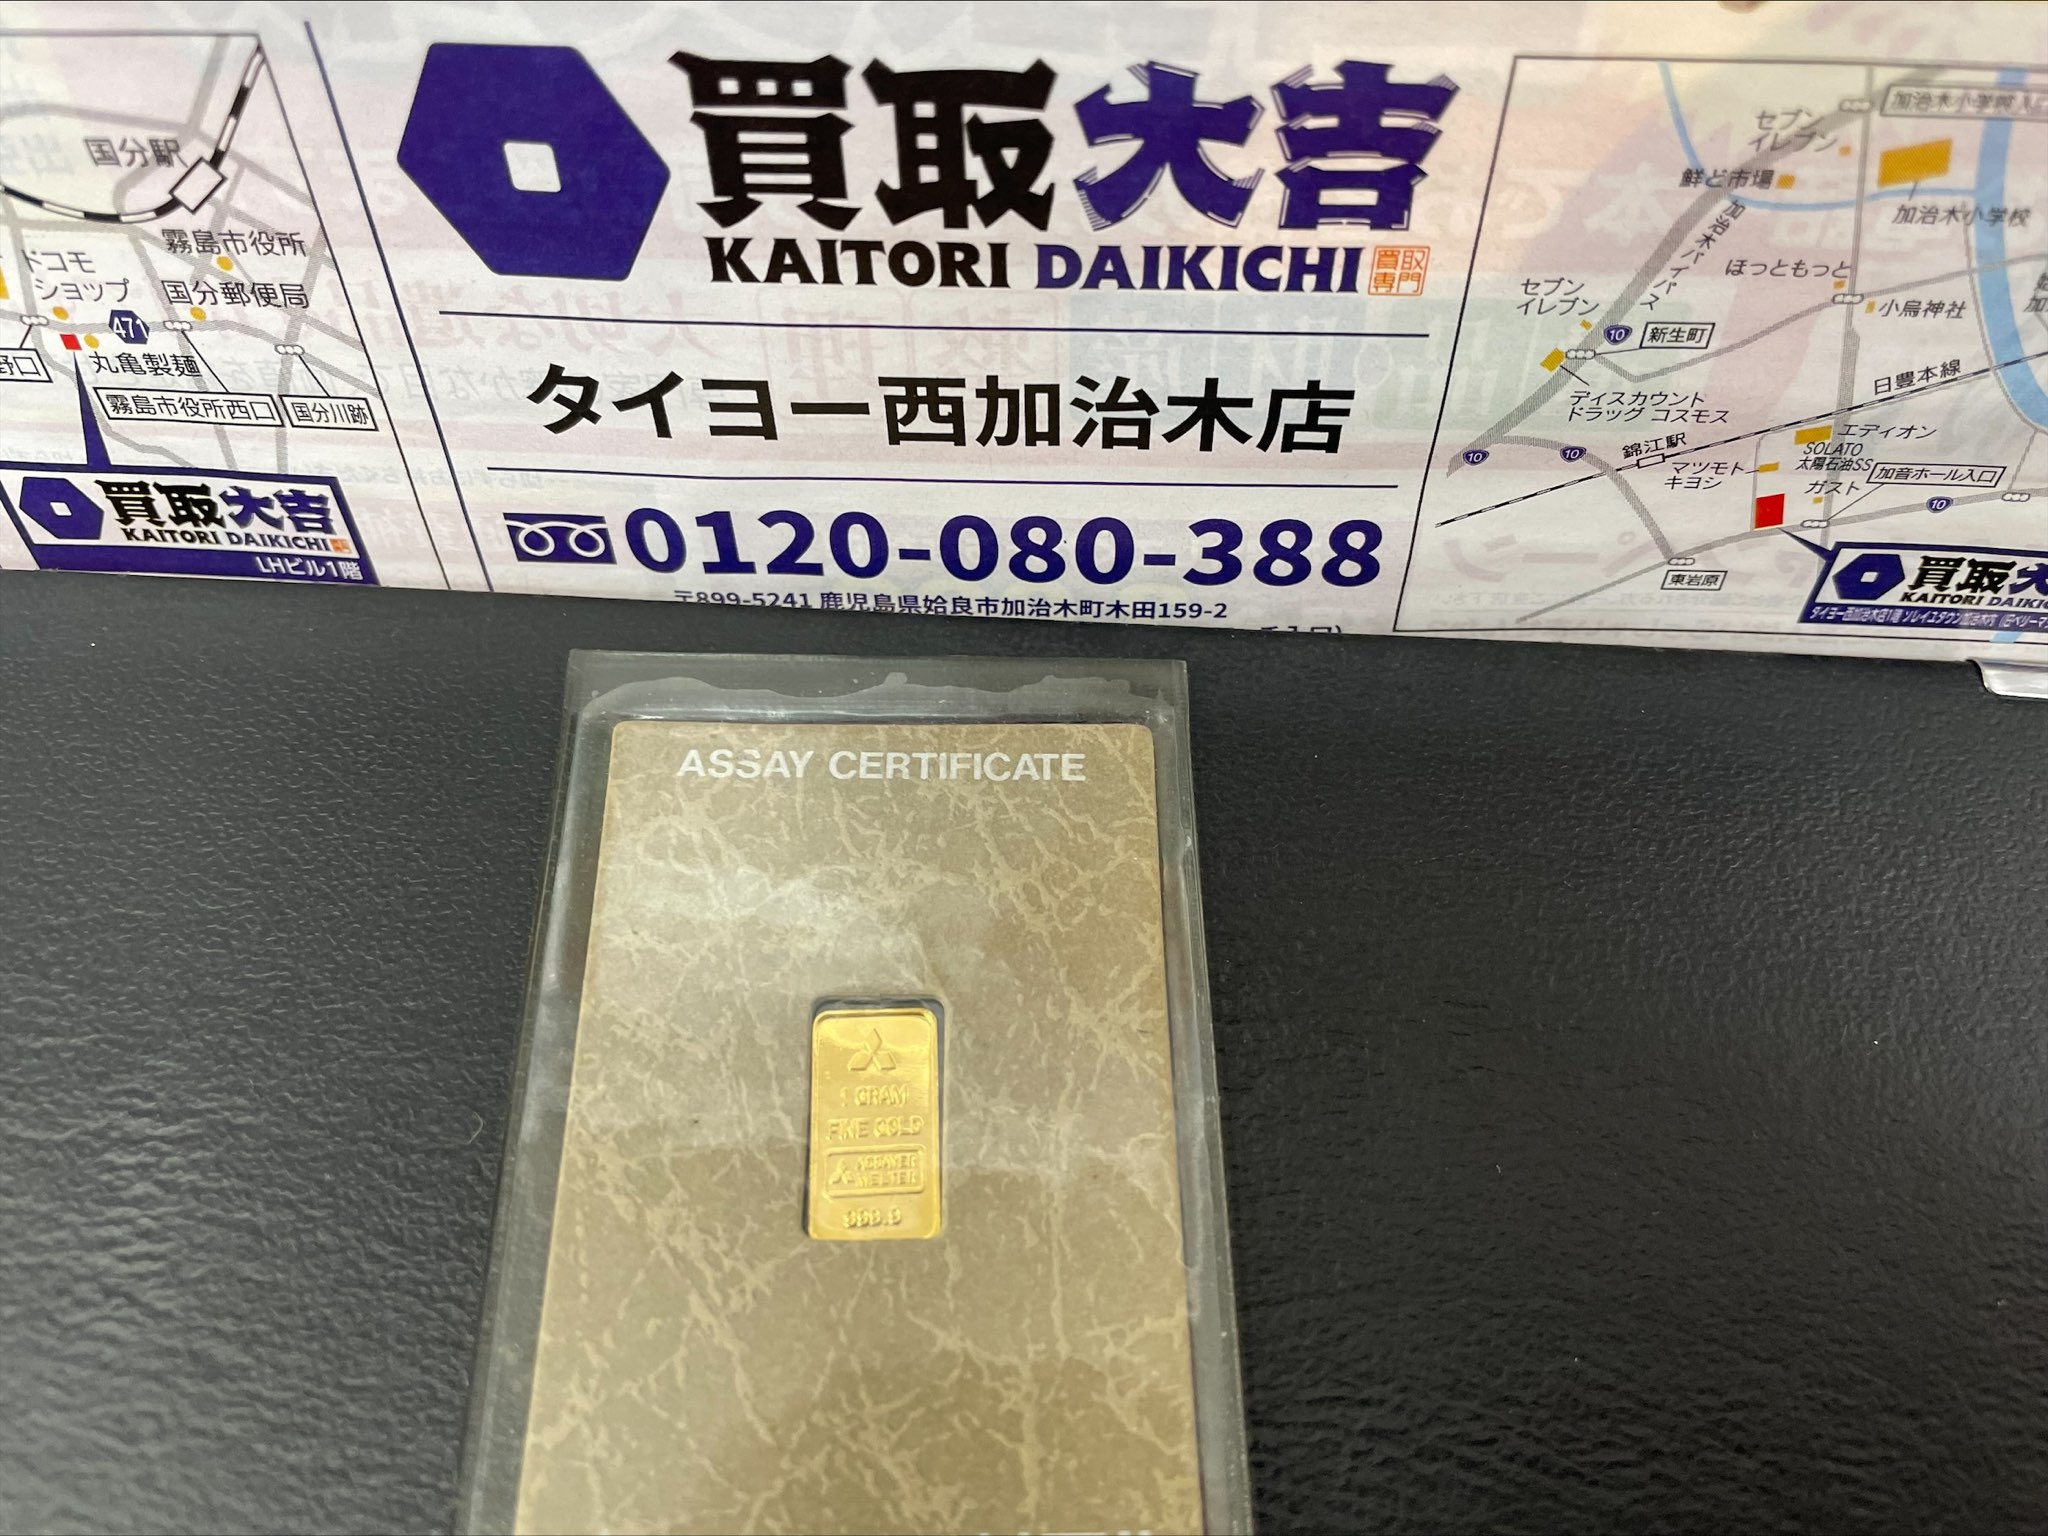 国分駅
霧島市役所
ドコモ
ショップ
国分郵便局
471
丸亀製麺
野口
霧島市役所西口
国分川跡
買取大吉
KAITORI DAIKICHI
LHビル1階
買取大吉
KAITORI DAIKICHI
買取専門
タイヨー西加治木店
0120-080-388
〒899-5241 鹿児島県姶良市加治木町木田159-2
セブン
イレブン
鮮ど市場
加治木小学校
加治木バイパス
ほっともっと
セブン
イレブン
小烏神社
10
新生町
ディスカウント
ドラッグ コスモス
日豊本線
10
10
錦江駅
エディオン
SOLATO
太陽石油SS
マツモト
キヨシ
加音ホール入口
ガスト
10
東岩原
買取大
KAITORI DAIKI
ASSAY CERTIFICATE
1 GRAM
FINE GOLD
ASSAYER
MELTER
999.9